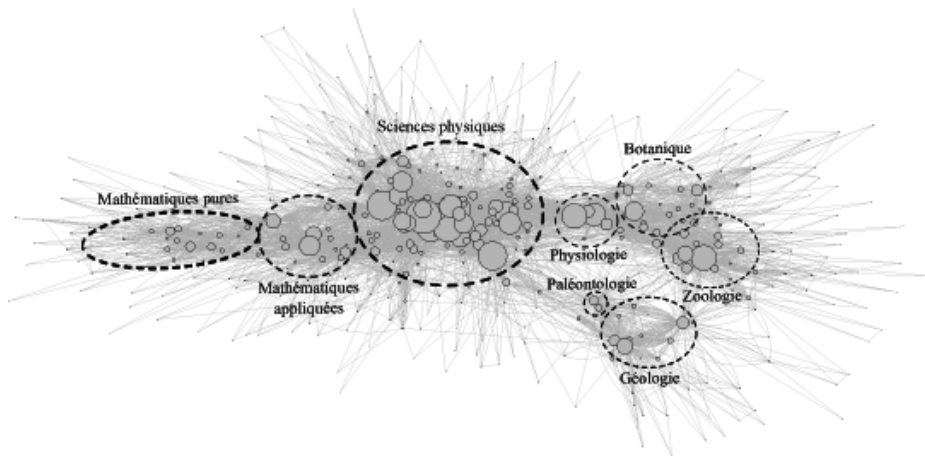 Sciences physiques
Botanique
Mathématiques pures
Physiologie
Mathématiques
appliquées
Paléontologie
Zoologie
Géologie